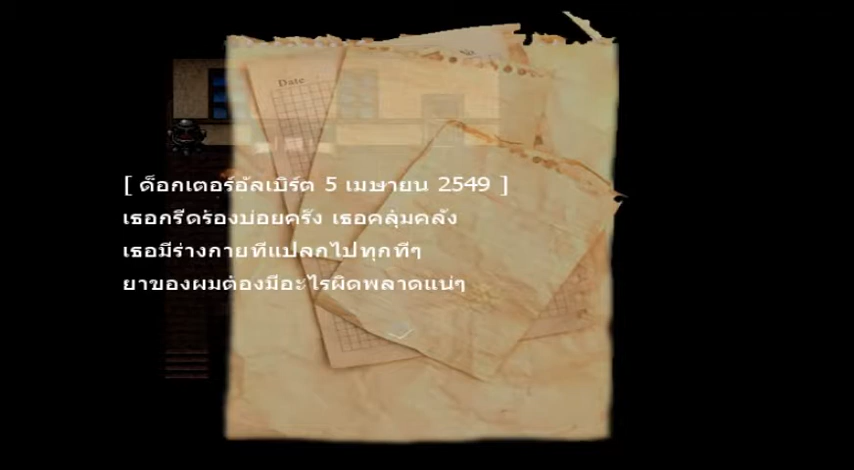 Date
[ ด็อกเตอร์อัลเบิร์ต 5 เมษายน 2549 ]
เธอกรีดร้องบ่อยครั้ง เธอคลุ้มคลั่ง
เธอมีร่างกายที่แปลกไปทุกทีๆ
ยาของผมต้องมีอะไรผิดพลาดแน่ๆ